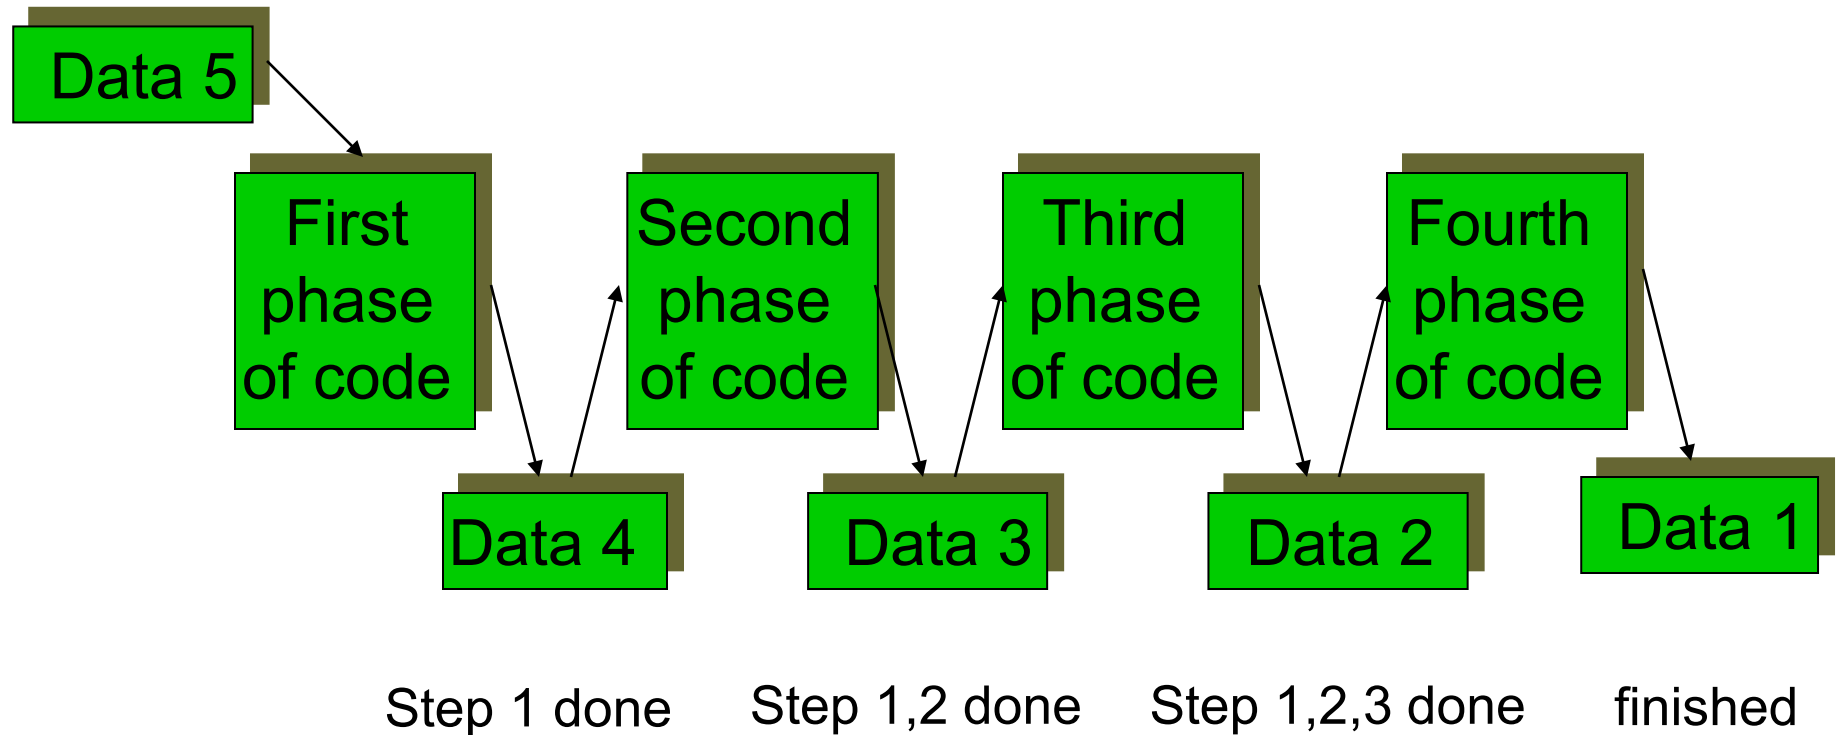 Data 5
First
phase
of code
Second
phase
of code
Third
phase
of code
Fourth
phase
of code
Data 4
Data 3
Data 2
Data 1
Step 1 done
Step 1,2 done
Step 1,2,3 done
finished